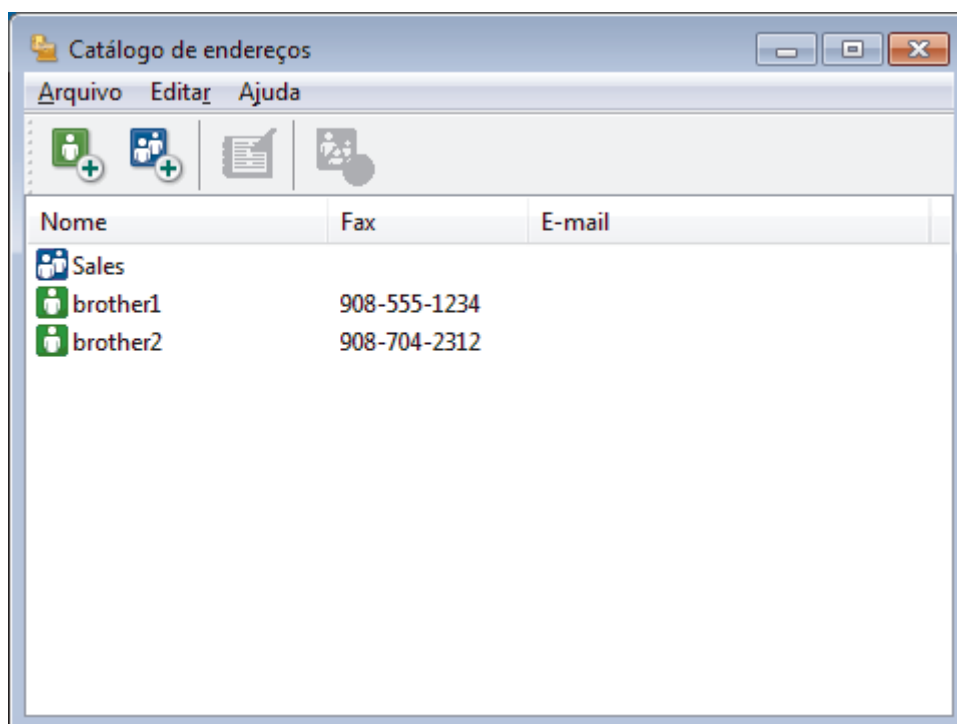 Catálogo de endereços
Arquivo Editar Ajuda
Nome Fax E-mail
Sales
brother1 908-555-1234
brother2 908-704-2312